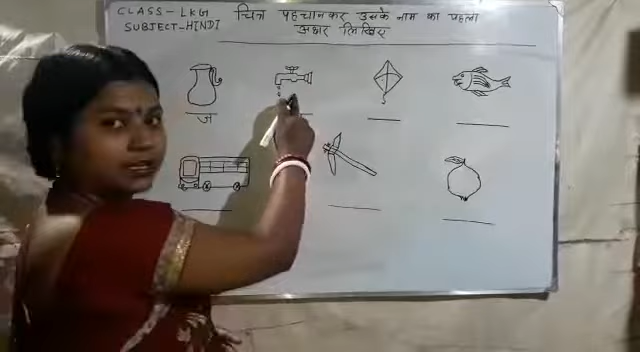 CLASS-LKG चित्र पहचानकर उसके नाम का पहला
SUBJECT-HINDI अक्षर लिखिए
ज